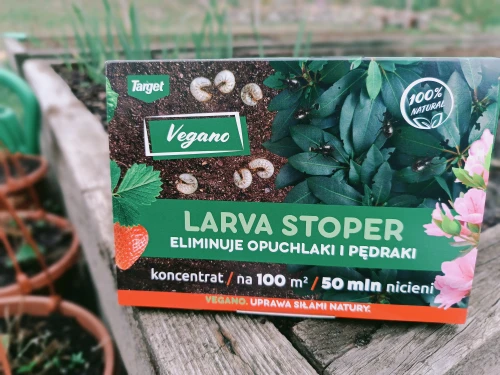 Target
100%
NATURAL
Vegano
LARVA STOPER
ELIMINUJE OPUCHLAKI I PĘDRAKI
koncentrat / na 100 m² / 50 mln nicieni
VEGANO. UPRAWA SIŁAMI NATURY.